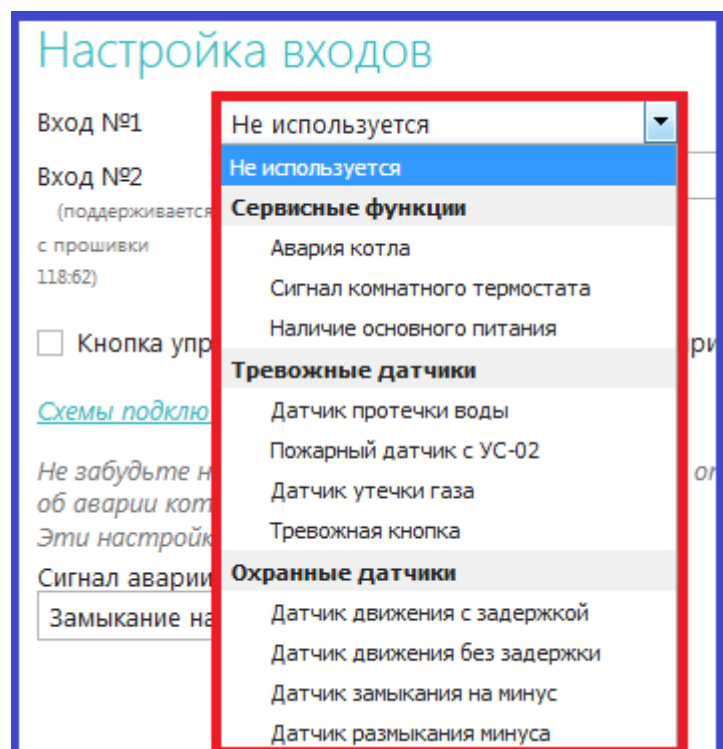 Настройка входов
Вход №1
Не используется
Вход №2
(поддерживается
с прошивки
118:62)
Не используется
Сервисные функции
Авария котла
Сигнал комнатного термостата
Наличие основного питания
Тревожные датчики
Датчик протечки воды
Пожарный датчик с УС-02
Датчик утечки газа
Тревожная кнопка
Охранные датчики
Датчик движения с задержкой
Датчик движения без задержки
Датчик замыкания на минус
Датчик размыкания минуса
Кнопка упр
Схемы подклю
Не забудьте н
об аварии кот
Эти настройк
Сигнал аварии
Замыкание на